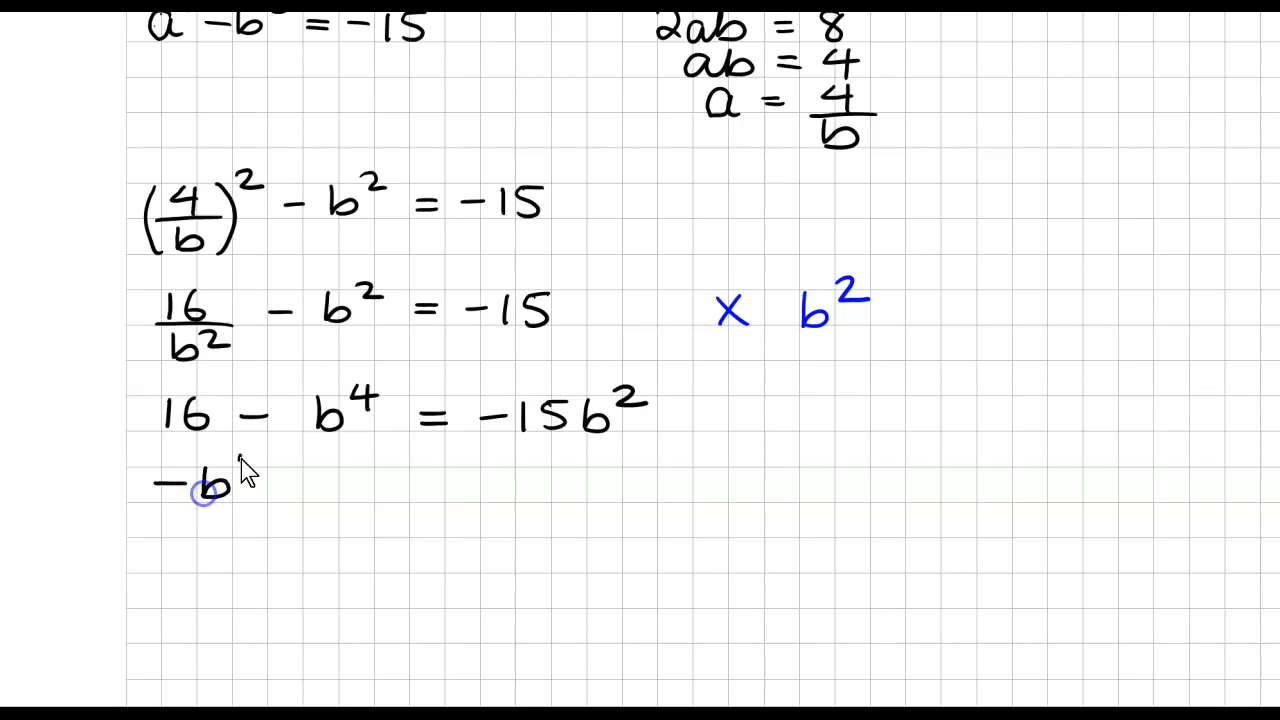 a² - b² = -15
2ab = 8
ab = 4
a = 4/b
(4/b)² - b² = -15
16/b² - b² = -15
× b²
16 - b⁴ = -15b²
-b